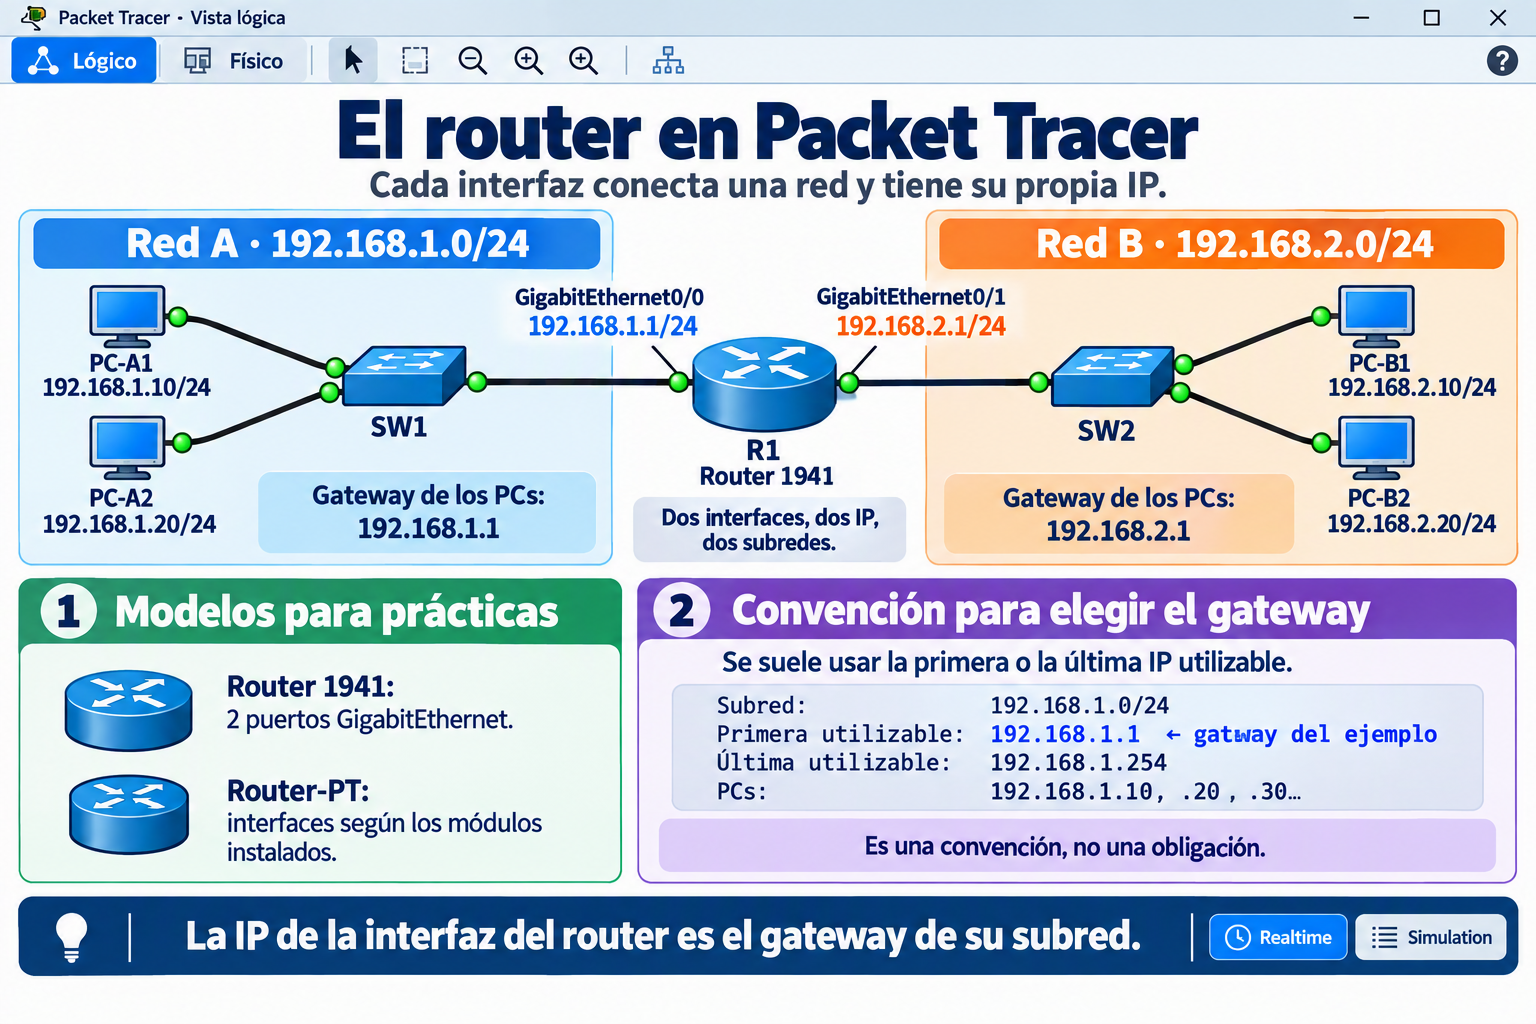 Packet Tracer • Vista lógica
Lógico
Físico
?
El router en Packet Tracer
Cada interfaz conecta una red y tiene su propia IP.
Red A • 192.168.1.0/24
Red B • 192.168.2.0/24
GigabitEthernet0/0
192.168.1.1/24
GigabitEthernet0/1
192.168.2.1/24
PC-A1
192.168.1.10/24
PC-A2
192.168.1.20/24
SW1
Gateway de los PCs:
192.168.1.1
R1
Router 1941
Dos interfaces, dos IP,
dos subredes.
SW2
Gateway de los PCs:
192.168.2.1
PC-B1
192.168.2.10/24
PC-B2
192.168.2.20/24
1 Modelos para prácticas
Router 1941:
2 puertos GigabitEthernet.
Router-PT:
interfaces según los módulos
instalados.
2 Convención para elegir el gateway
Se suele usar la primera o la última IP utilizable.
Subred: 192.168.1.0/24
Primera utilizable: 192.168.1.1 ← del ejemplo
Última utilizable: 192.168.1.254
PCs: 192.168.1.10, .20 , .30…
Es una convención, no una obligación.
La IP de la interfaz del router es el gateway de su subred.
Realtime
Simulation